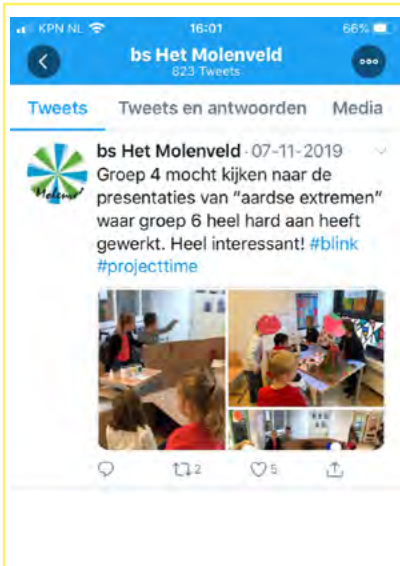 KPN NL 16:01 66%
bs Het Molenveld
823 Tweets
Tweets Tweets en antwoorden Media
bs Het Molenveld · 07-11-2019
Groep 4 mocht kijken naar de
presentaties van "aardse extremen"
waar groep 6 heel hard aan heeft
gewerkt. Heel interessant! #blink
#projecttime
2 5